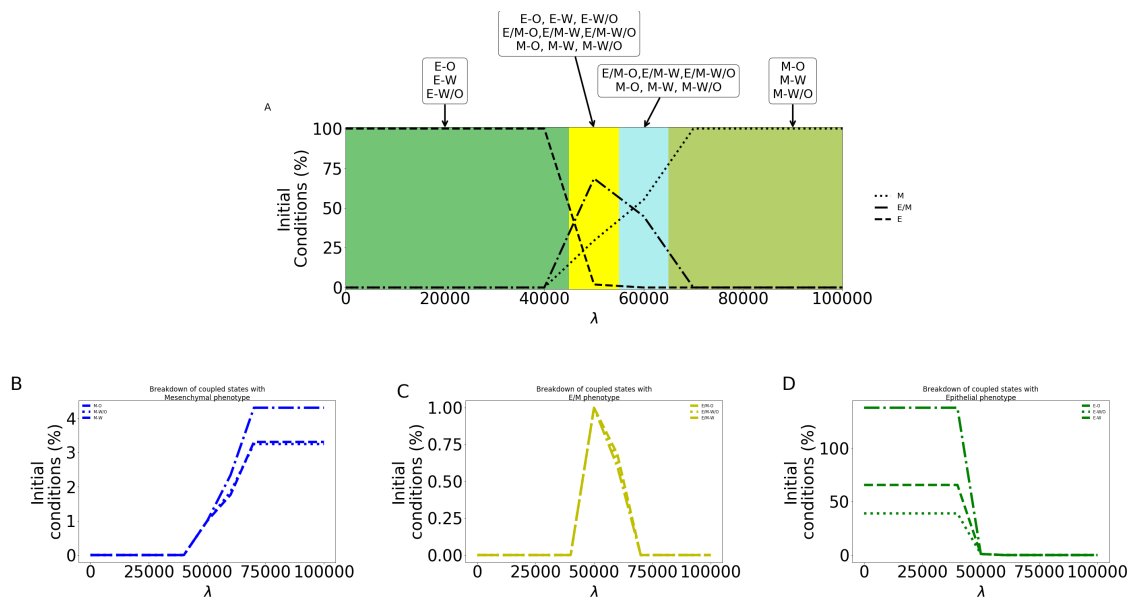 E-O, E-W, E-W/O
E/M-O,E/M-W,E/M-W/O
M-O, M-W, M-W/O
E-O
E-W
E-W/O
E/M-O,E/M-W,E/M-W/O
M-O, M-W, M-W/O
M-O
M-W
M-W/O
A
100
75
50
25
0
Initial
Conditions (%)
0 20000 40000 60000 80000 100000
λ
M
E/M
E
B
Breakdown of coupled states with
Mesenchymal phenotype
M-O
M-W/O
M-W
4
3
2
1
0
Initial
conditions (%)
0 25000 50000 75000 100000
λ
C
Breakdown of coupled states with
E/M phenotype
E/M-O
E/M-W/O
E/M-W
1.00
0.75
0.50
0.25
0.00
Initial
conditions (%)
0 25000 50000 75000 100000
λ
D
Breakdown of coupled states with
Epithelial phenotype
E-O
E-W/O
E-W
100
50
0
Initial
conditions (%)
0 25000 50000 75000 100000
λ